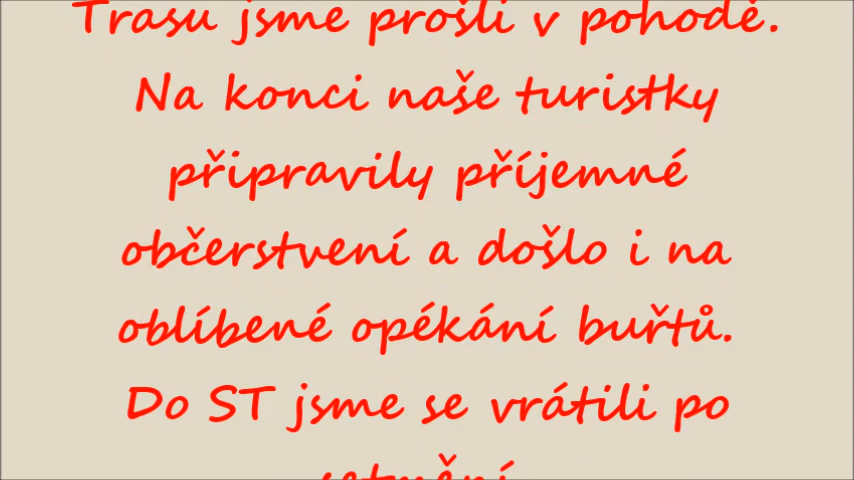 Trasu jsme prošli v pohodě.
Na konci naše turistky
připravily příjemné
občerstvení a došlo i na
oblíbené opékání buřtů.
Do ST jsme se vrátili po
setmění